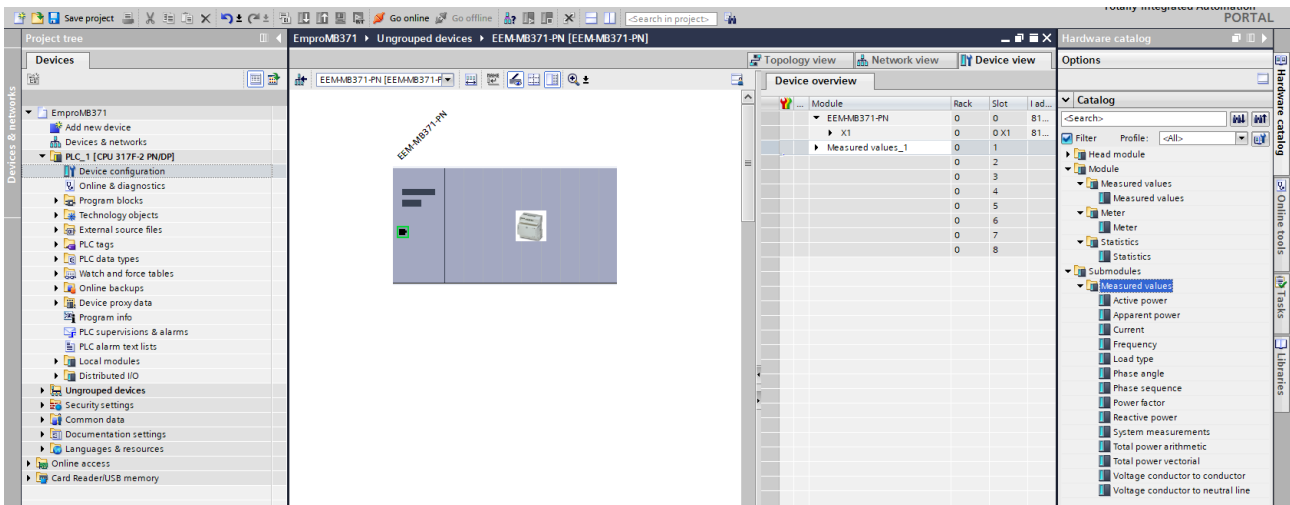 Totally Integrated Automation
PORTAL
Save project
Go online
Go offline
<Search in project>
Project tree
EmproMB371 ▸ Ungrouped devices ▸ EEM-MB371-PN [EEM-MB371-PN]
Hardware catalog
Devices
Topology view
Network view
Device view
Options
EEM-MB371-PN [EEM-MB371-P
Device overview
Devices & networks
EmproMB371
Add new device
Devices & networks
PLC_1 [CPU 317F-2 PN/DP]
Device configuration
Online & diagnostics
Program blocks
Technology objects
External source files
PLC tags
PLC data types
Watch and force tables
Online backups
Device proxy data
Program info
PLC supervisions & alarms
PLC alarm text lists
Local modules
Distributed I/O
Ungrouped devices
Security settings
Common data
Documentation settings
Languages & resources
Online access
Card Reader/USB memory
EEM-MB371-PN
... Module Rack Slot I ad...
EEM-MB371-PN 0 0 81...
X1 0 0 X1 81...
Measured values_1 0 1
0 2
0 3
0 4
0 5
0 6
0 7
0 8
Catalog
<Search>
Filter Profile: <All>
Head module
Module
Measured values
Measured values
Meter
Meter
Statistics
Statistics
Submodules
Measured values
Active power
Apparent power
Current
Frequency
Load type
Phase angle
Phase sequence
Power factor
Reactive power
System measurements
Total power arithmetic
Total power vectorial
Voltage conductor to conductor
Voltage conductor to neutral line
Hardware catalog
Online tools
Tasks
Libraries